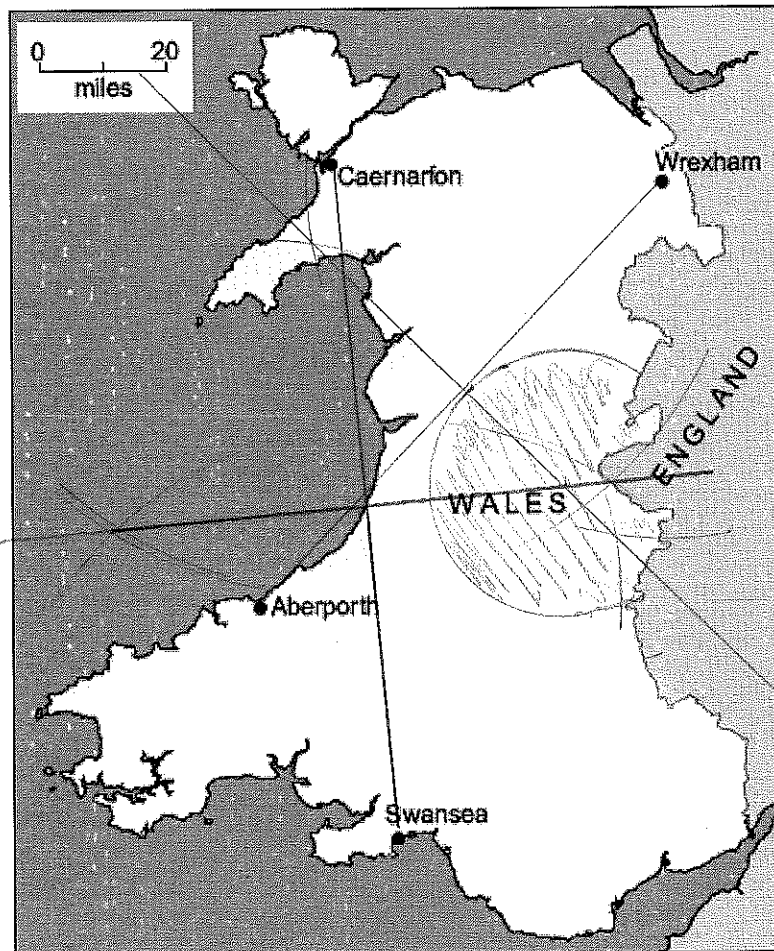 0 20
miles
Caernarfon
Wrexham
ENGLAND
WALES
Aberporth
Swansea